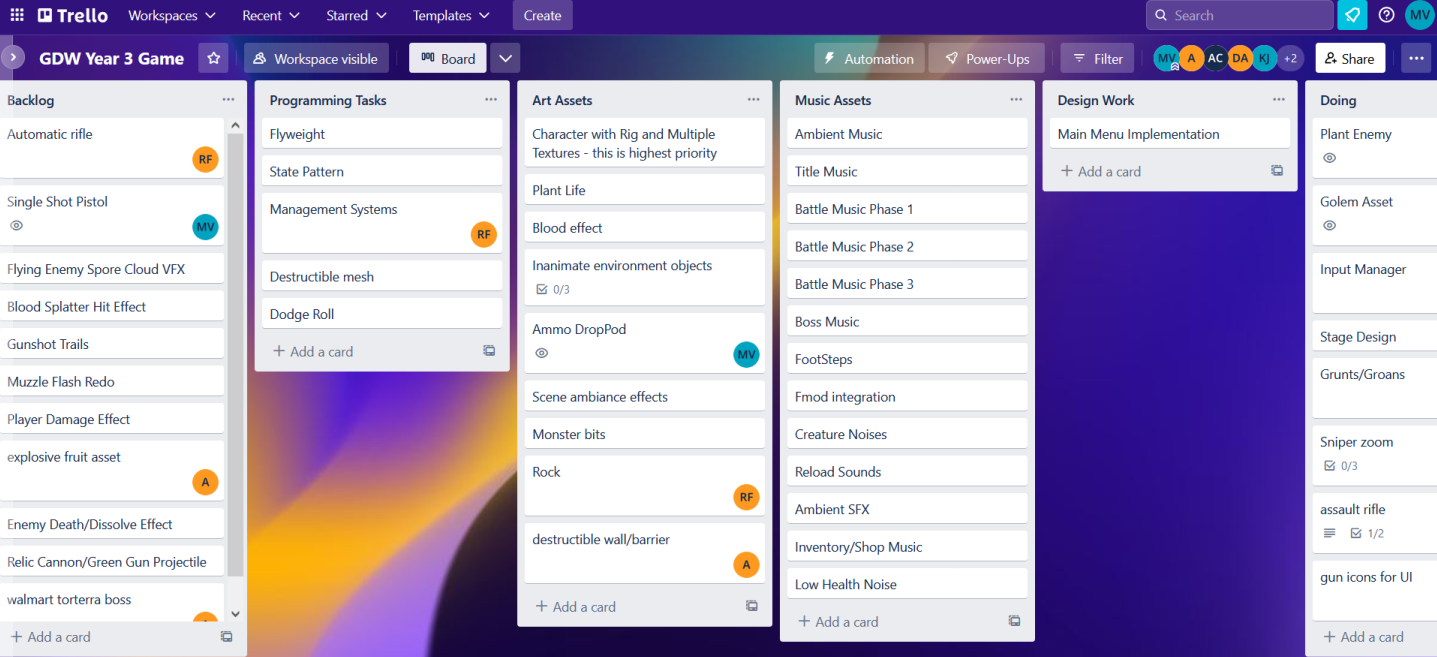 Trello
Workspaces
Recent
Starred
Templates
Create
Search
MV
GDW Year 3 Game
Workspace visible
Board
Automation
Power-Ups
Filter
MV
A
AC
DA
KJ
+2
Share
Backlog
Automatic rifle
RF
Single Shot Pistol
MV
Flying Enemy Spore Cloud VFX
Blood Splatter Hit Effect
Gunshot Trails
Muzzle Flash Redo
Player Damage Effect
explosive fruit asset
A
Enemy Death/Dissolve Effect
Relic Cannon/Green Gun Projectile
walmart torterra boss
+ Add a card
Programming Tasks
Flyweight
State Pattern
Management Systems
RF
Destructible mesh
Dodge Roll
+ Add a card
Art Assets
Character with Rig and Multiple
Textures - this is highest priority
Plant Life
Blood effect
Inanimate environment objects
0/3
Ammo DropPod
MV
Scene ambiance effects
Monster bits
Rock
RF
destructible wall/barrier
A
+ Add a card
Music Assets
Ambient Music
Title Music
Battle Music Phase 1
Battle Music Phase 2
Battle Music Phase 3
Boss Music
FootSteps
Fmod integration
Creature Noises
Reload Sounds
Ambient SFX
Inventory/Shop Music
Low Health Noise
+ Add a card
Design Work
Main Menu Implementation
+ Add a card
Doing
Plant Enemy
Golem Asset
Input Manager
Stage Design
Grunts/Groans
Sniper zoom
0/3
assault rifle
1/2
gun icons for UI
+ Add a card